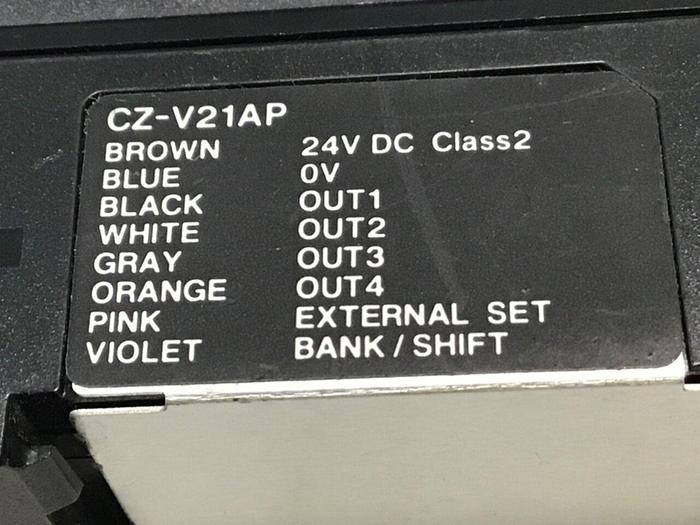 CZ-V21AP
BROWN 24V DC Class2
BLUE 0V
BLACK OUT1
WHITE OUT2
GRAY OUT3
ORANGE OUT4
PINK EXTERNAL SET
VIOLET BANK / SHIFT